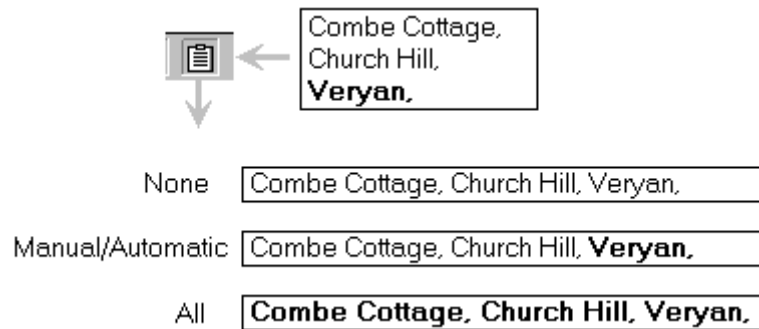 Combe Cottage,
Church Hill,
Veryan,
None Combe Cottage, Church Hill, Veryan,
Manual/Automatic Combe Cottage, Church Hill, Veryan,
All Combe Cottage, Church Hill, Veryan,